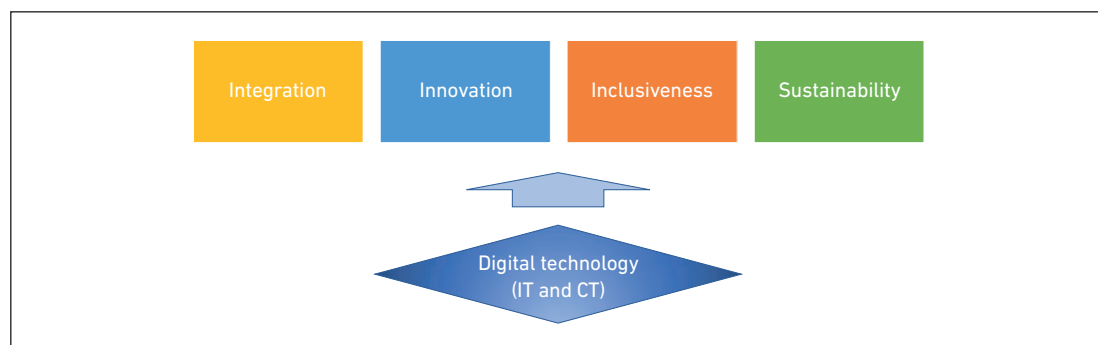 Integration
Innovation
Inclusiveness
Sustainability
Digital technology
(IT and CT)